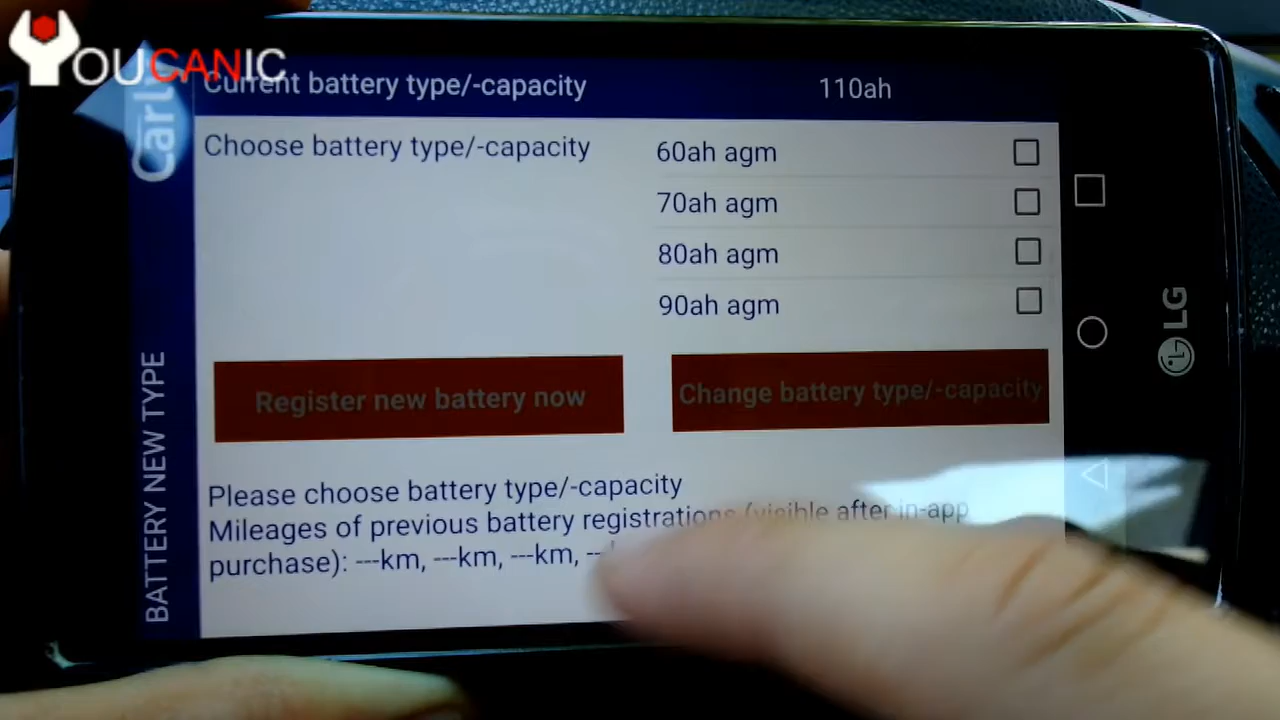 YOUCANIC
Current battery type/-capacity 110ah
Carly
Choose battery type/-capacity
60ah agm
70ah agm
80ah agm
90ah agm
Register new battery now
Change battery type/-capacity
BATTERY NEW TYPE
Please choose battery type/-capacity
Mileages of previous battery registrations (visible after in-app
purchase): ---km, ---km, ---km,
LG
LG